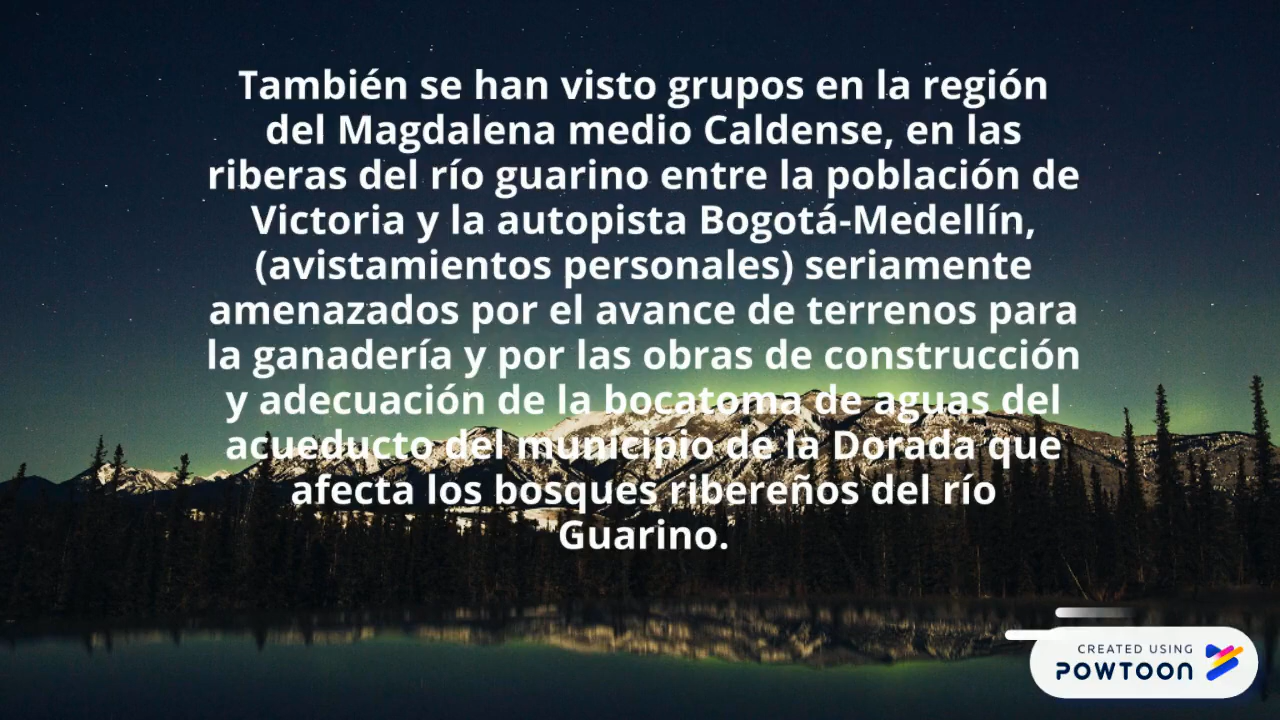 También se han visto grupos en la región
del Magdalena medio Caldense, en las
riberas del río guarino entre la población de
Victoria y la autopista Bogotá-Medellín,
(avistamientos personales) seriamente
amenazados por el avance de terrenos para
la ganadería y por las obras de construcción
y adecuación de la bocatoma de aguas del
acueducto del municipio de la Dorada que
afecta los bosques ribereños del río
Guarino.
CREATED USING
POWTOON